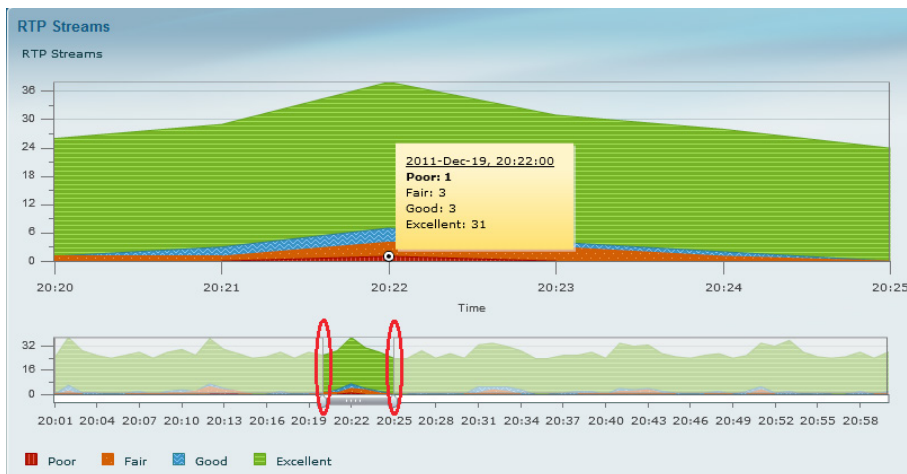 RTP Streams
RTP Streams
36
30
24
18
12
6
0
2011-Dec-19, 20:22:00
Poor: 1
Fair: 3
Good: 3
Excellent: 31
20:20 20:21 20:22 20:23 20:24 20:25
Time
32
16
0
20:01 20:04 20:07 20:10 20:13 20:16 20:19 20:22 20:25 20:28 20:31 20:34 20:37 20:40 20:43 20:46 20:49 20:52 20:55 20:58
Poor Fair Good Excellent